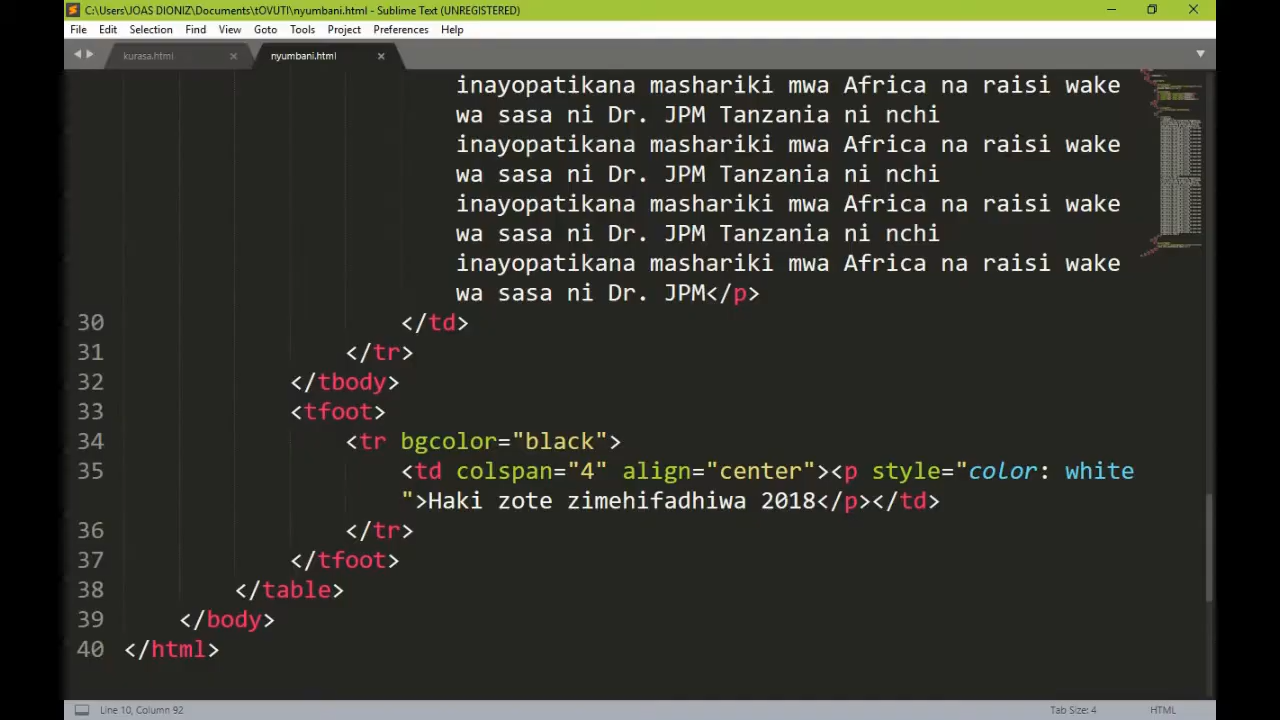 C:\Users\JOAS DIONIZ\Documents\tOVUTI\nyumbani.html - Sublime Text (UNREGISTERED)
File Edit Selection Find View Goto Tools Project Preferences Help
kurasa.html nyumbani.html
inayopatikana mashariki mwa Africa na raisi wake
wa sasa ni Dr. JPM Tanzania ni nchi
inayopatikana mashariki mwa Africa na raisi wake
wa sasa ni Dr. JPM Tanzania ni nchi
inayopatikana mashariki mwa Africa na raisi wake
wa sasa ni Dr. JPM Tanzania ni nchi
inayopatikana mashariki mwa Africa na raisi wake
wa sasa ni Dr. JPM</p>
30 </td>
31 </tr>
32 </tbody>
33 <tfoot>
34 <tr bgcolor="black">
35 <td colspan="4" align="center"><p style="color: white
">Haki zote zimehifadhiwa 2018</p></td>
36 </tr>
37 </tfoot>
38 </table>
39 </body>
40 </html>
Line 10, Column 92 Tab Size: 4 HTML